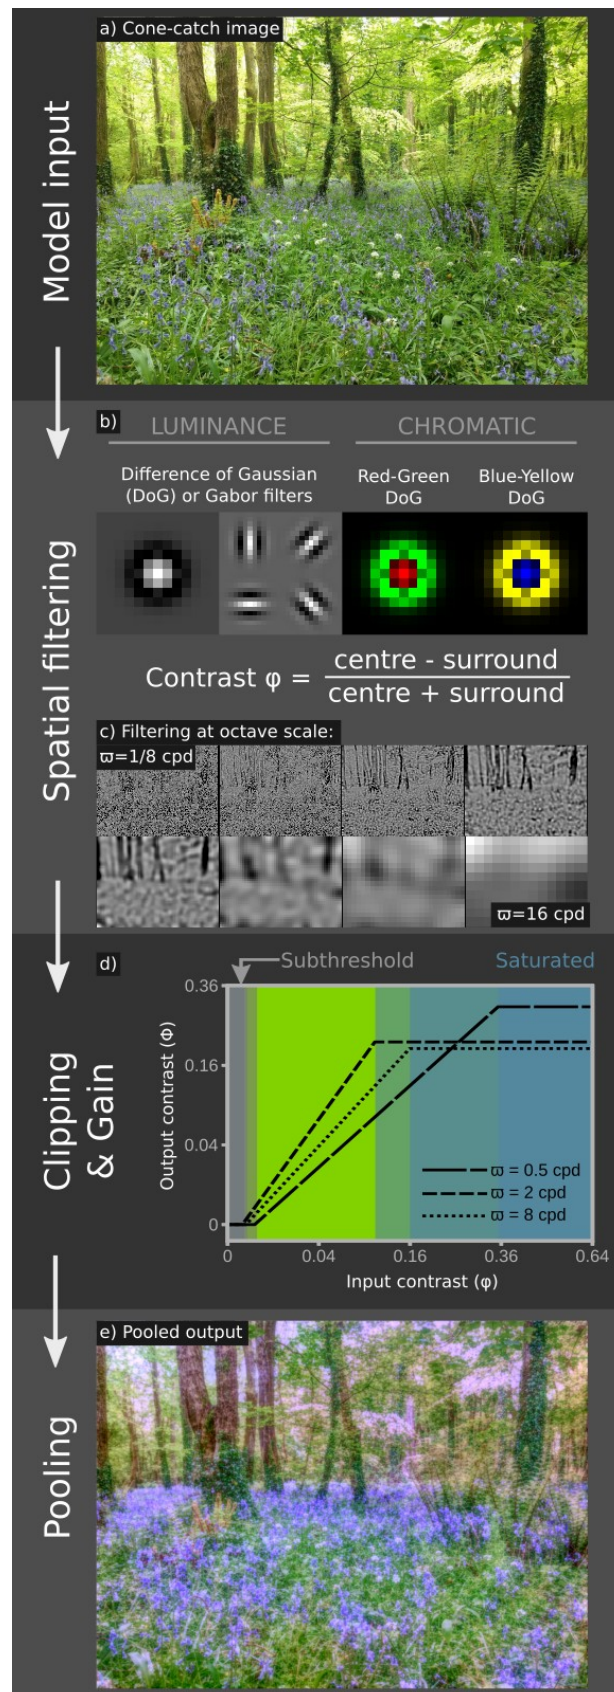 a) Cone-catch image
Model input
b)
LUMINANCE
CHROMATIC
Difference of Gaussian
(DoG) or Gabor filters
Red-Green
DoG
Blue-Yellow
DoG
Contrast φ = centre - surround
centre + surround
Spatial filtering
c) Filtering at octave scale:
ϖ=1/8 cpd
ϖ=16 cpd
d)
Subthreshold
Saturated
Clipping
& Gain
Output contrast (Φ)
0.36
0.16
0.04
0
ϖ = 0.5 cpd
ϖ = 2 cpd
ϖ = 8 cpd
0 0.04 0.16 0.36 0.64
Input contrast (φ)
e) Pooled output
Pooling